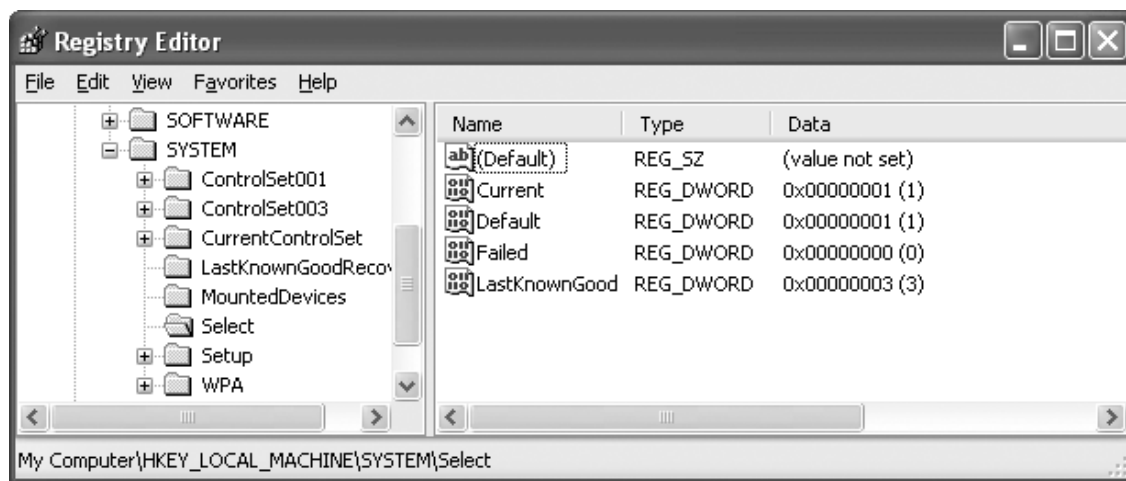 Registry Editor
File Edit View Favorites Help
SOFTWARE
SYSTEM
ControlSet001
ControlSet003
CurrentControlSet
LastKnownGoodRecov
MountedDevices
Select
Setup
WPA
Name Type Data
(Default) REG_SZ (value not set)
Current REG_DWORD 0x00000001 (1)
Default REG_DWORD 0x00000001 (1)
Failed REG_DWORD 0x00000000 (0)
LastKnownGood REG_DWORD 0x00000003 (3)
My Computer\HKEY_LOCAL_MACHINE\SYSTEM\Select